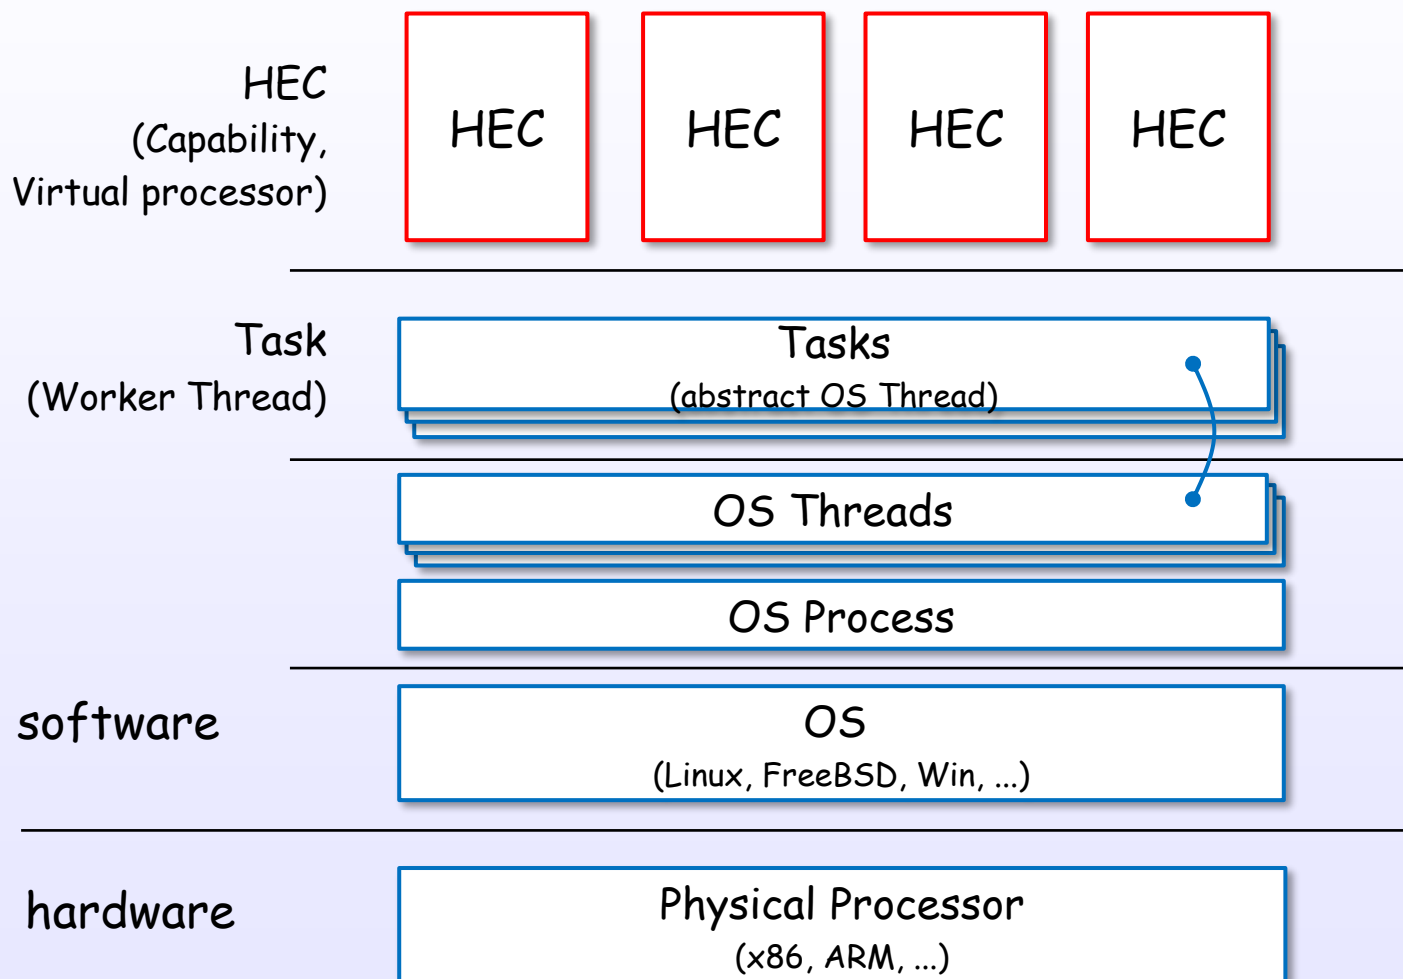 HEC
(Capability,
Virtual processor)
HEC HEC HEC HEC
Task
(Worker Thread)
Tasks
(abstract OS Thread)
OS Threads
OS Process
software
OS
(Linux, FreeBSD, Win, ...)
hardware
Physical Processor
(x86, ARM, ...)